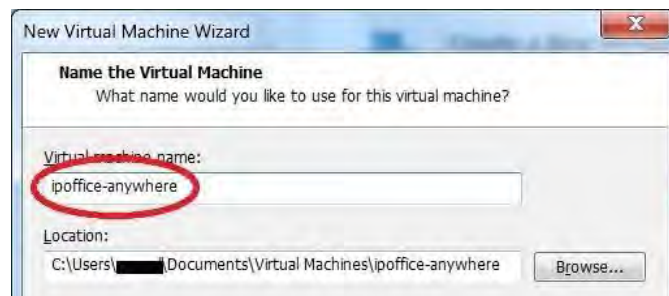 New Virtual Machine Wizard
Name the Virtual Machine
What name would you like to use for this virtual machine?
Virtual machine name:
ipoffice-anywhere
Location:
C:\Users\ \Documents\Virtual Machines\ipoffice-anywhere
Browse...